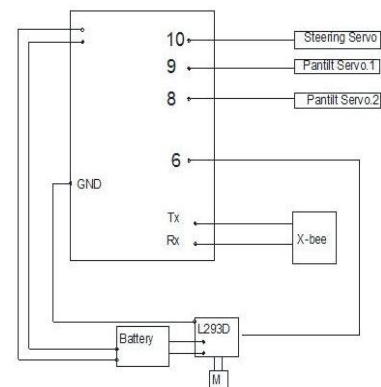 10
Steering Servo
9
Pantilt Servo.1
8
Pantilt Servo.2
6
GND
Tx
Rx
X-bee
L293D
Battery
M